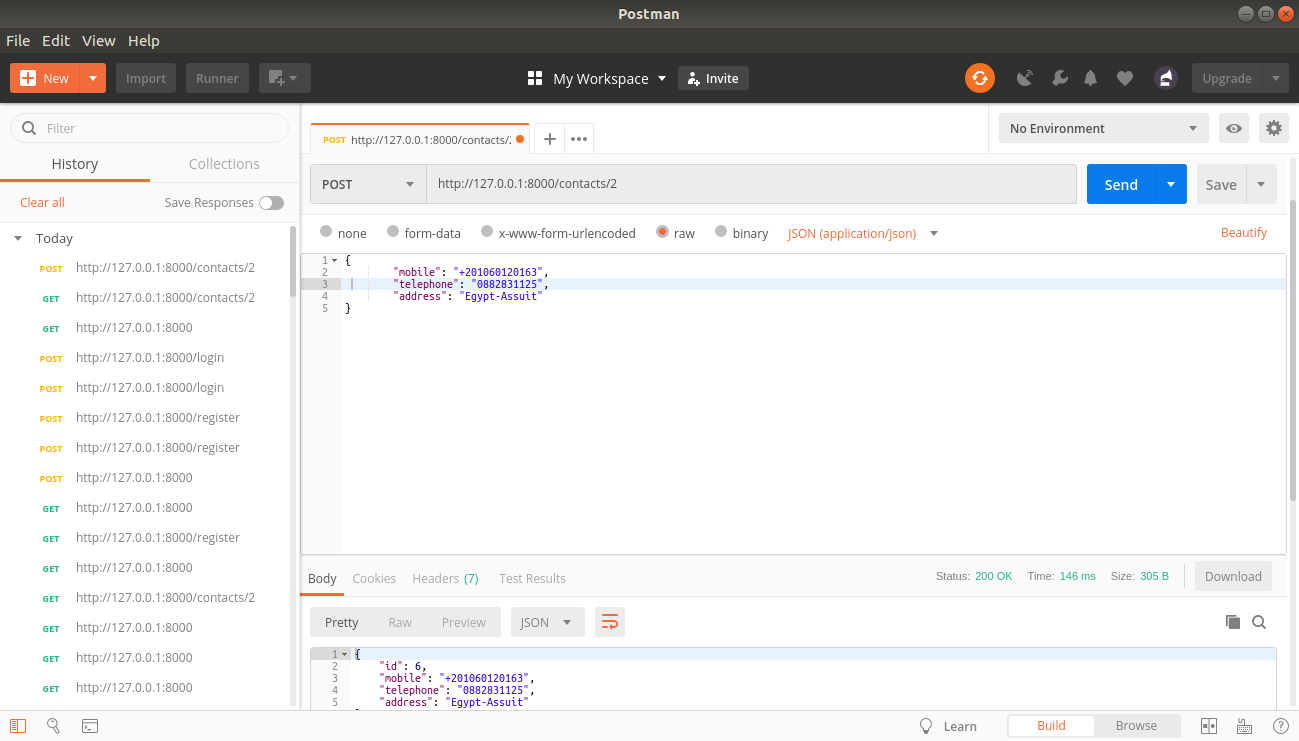 Postman
File Edit View Help
New Import Runner My Workspace Invite Upgrade
Filter
History Collections
Clear all Save Responses
Today
POST http://127.0.0.1:8000/contacts/2
GET http://127.0.0.1:8000/contacts/2
GET http://127.0.0.1:8000
POST http://127.0.0.1:8000/login
POST http://127.0.0.1:8000/login
POST http://127.0.0.1:8000/register
POST http://127.0.0.1:8000/register
POST http://127.0.0.1:8000
GET http://127.0.0.1:8000
GET http://127.0.0.1:8000/register
GET http://127.0.0.1:8000
GET http://127.0.0.1:8000/contacts/2
GET http://127.0.0.1:8000
GET http://127.0.0.1:8000
GET http://127.0.0.1:8000
POST http://127.0.0.1:8000/contacts/2
No Environment
POST http://127.0.0.1:8000/contacts/2 Send Save
none form-data x-www-form-urlencoded raw binary JSON (application/json) Beautify
1 {
2 "mobile": "+201060120163",
3 "telephone": "0882831125",
4 "address": "Egypt-Assuit"
5 }
Body Cookies Headers (7) Test Results Status: 200 OK Time: 146 ms Size: 305 B Download
Pretty Raw Preview JSON
1 {
2 "id": 6,
3 "mobile": "+201060120163",
4 "telephone": "0882831125",
5 "address": "Egypt-Assuit"
Learn Build Browse